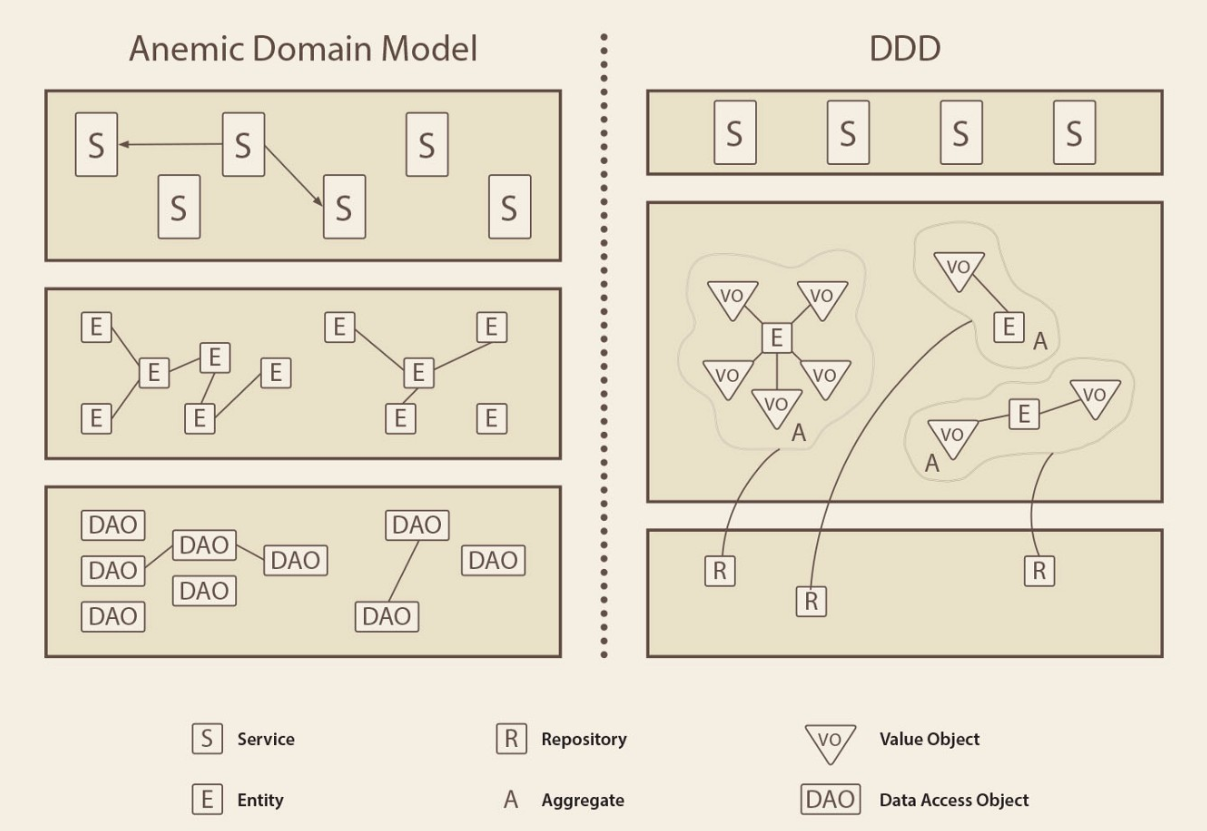 Anemic Domain Model
S S S
S S S
E E E
E E E E
E E E E
DAO DAO
DAO DAO DAO DAO
DAO
DAO DAO
DDD
S S S S
VO
VO VO
E E A
VO VO VO
VO E
A VO
A
R R
R
S Service R Repository VO Value Object
E Entity A Aggregate DAO Data Access Object